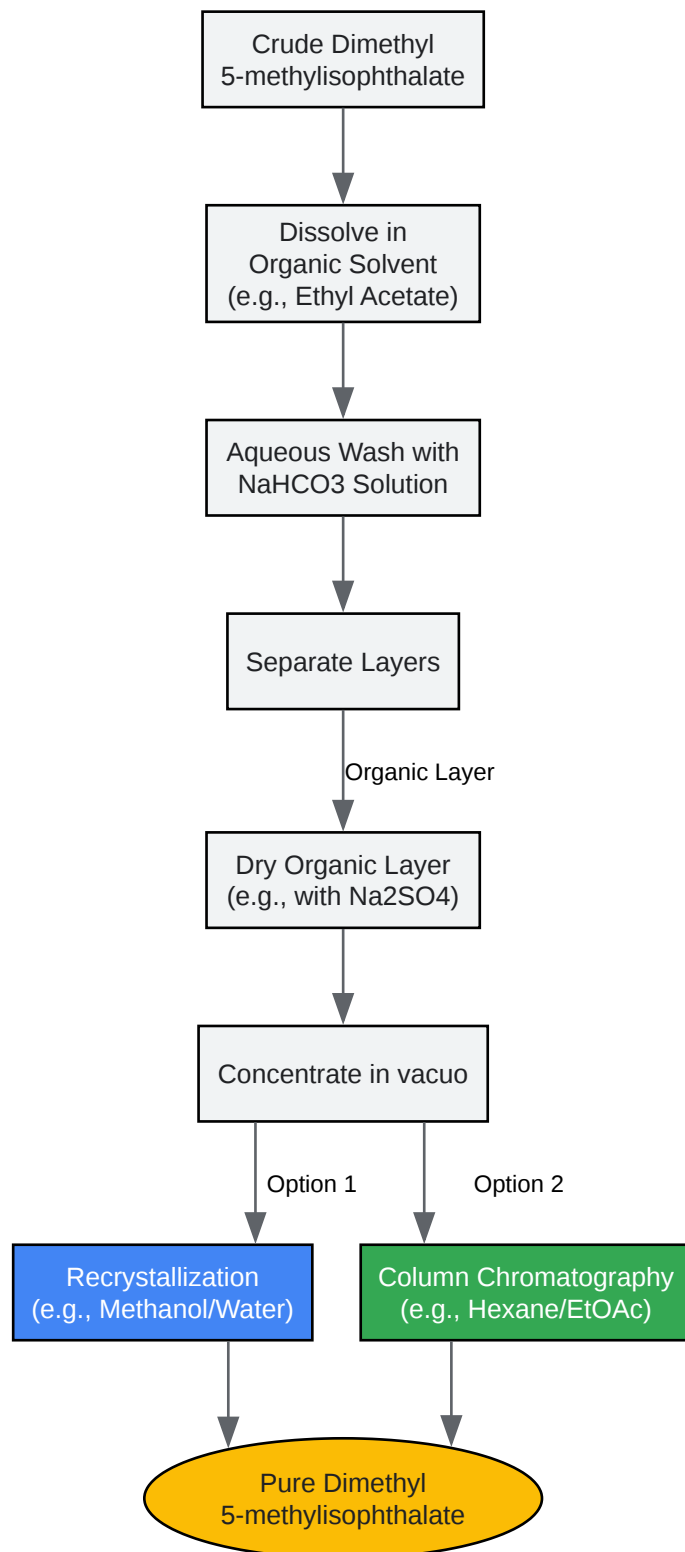 Crude Dimethyl
5-methylisophthalate
Dissolve in
Organic Solvent
(e.g., Ethyl Acetate)
Aqueous Wash with
NaHCO3 Solution
Separate Layers
Organic Layer
Dry Organic Layer
(e.g., with Na2SO4)
Concentrate in vacuo
Option 1
Option 2
Recrystallization
(e.g., Methanol/Water)
Column Chromatography
(e.g., Hexane/EtOAc)
Pure Dimethyl
5-methylisophthalate